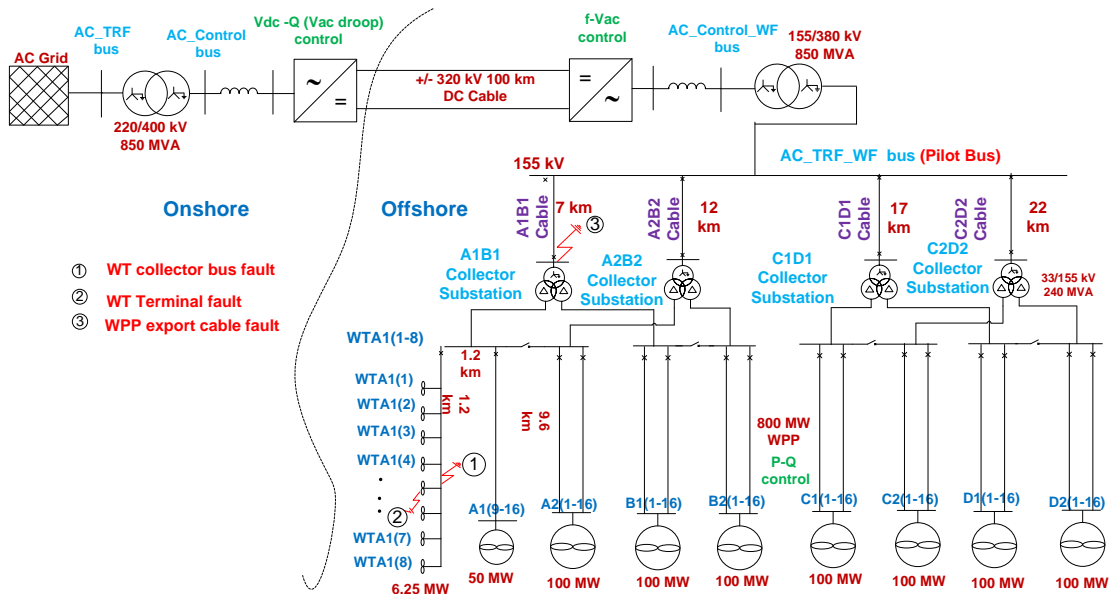 Vdc -Q (Vac droop)
control
f-Vac
control
AC_TRF
bus
AC_Control
bus
AC_Control_WF
bus
155/380 kV
850 MVA
AC Grid
~
=
=
~
+/- 320 kV 100 km
DC Cable
220/400 kV
850 MVA
AC_TRF_WF bus (Pilot Bus)
155 kV
Onshore
Offshore
A1B1
Cable
7 km
3
A2B2
Cable
12
km
C1D1
Cable
17
km
C2D2
Cable
22
km
A1B1
Collector
Substation
A2B2
Collector
Substation
C1D1
Collector
Substation
C2D2
Collector
Substation
33/155 kV
240 MVA
1 WT collector bus fault
2 WT Terminal fault
3 WPP export cable fault
WTA1(1-8)
1.2
km
WTA1(1)
WTA1(2)
WTA1(3)
WTA1(4)
WTA1(7)
WTA1(8)
1.2
km
9.6
km
1
2
800 MW
WPP
P-Q
control
A1(9-16)
A2(1-16)
B1(1-16)
B2(1-16)
C1(1-16)
C2(1-16)
D1(1-16)
D2(1-16)
6.25 MW
50 MW
100 MW
100 MW
100 MW
100 MW
100 MW
100 MW
100 MW